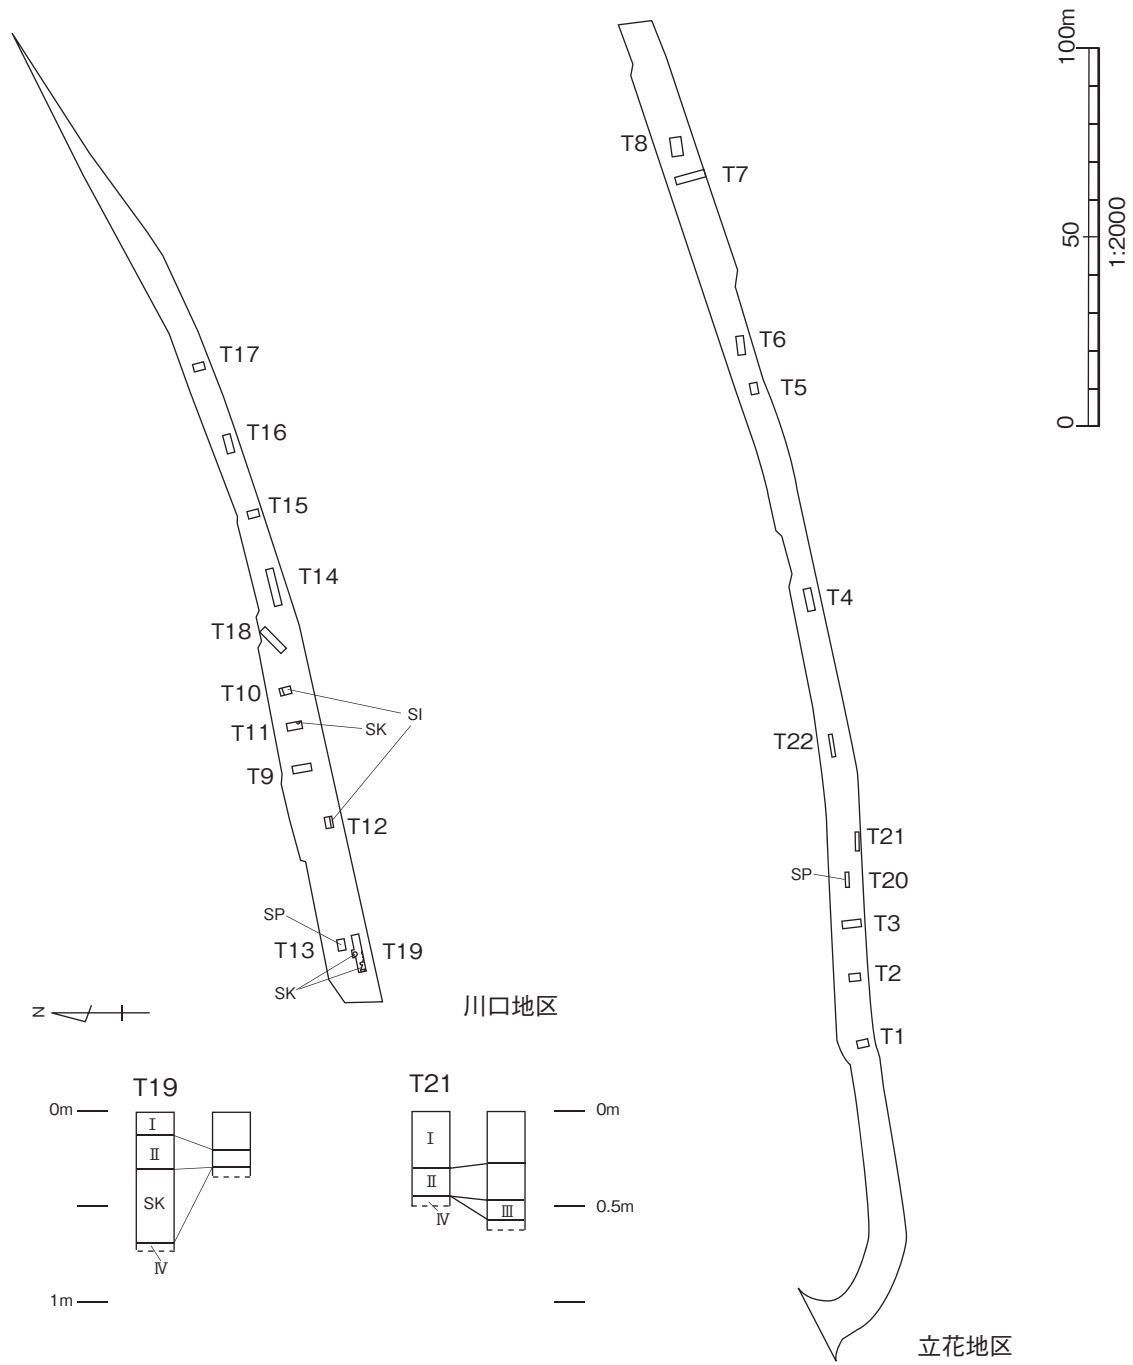 100m
50
0
1:2000
T8
T7
T6
T5
T4
T22
T21
SP
T20
T3
T2
T1
立花地区
T17
T16
T15
T14
T18
T10
SI
T11
SK
T9
T12
SP
T13
T19
SK
川口地区
N
T19
0m
Ⅰ
Ⅱ
SK
Ⅳ
1m
T21
0m
Ⅰ
Ⅱ
Ⅲ
Ⅳ
0.5m